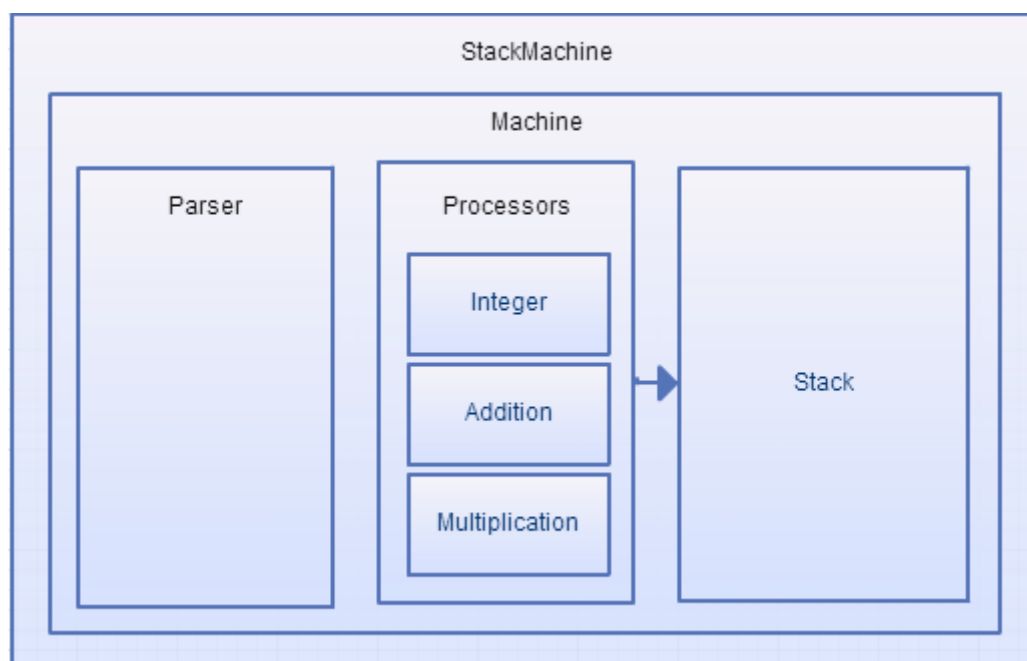 StackMachine
Machine
Parser
Processors
Integer
Addition
Multiplication
Stack